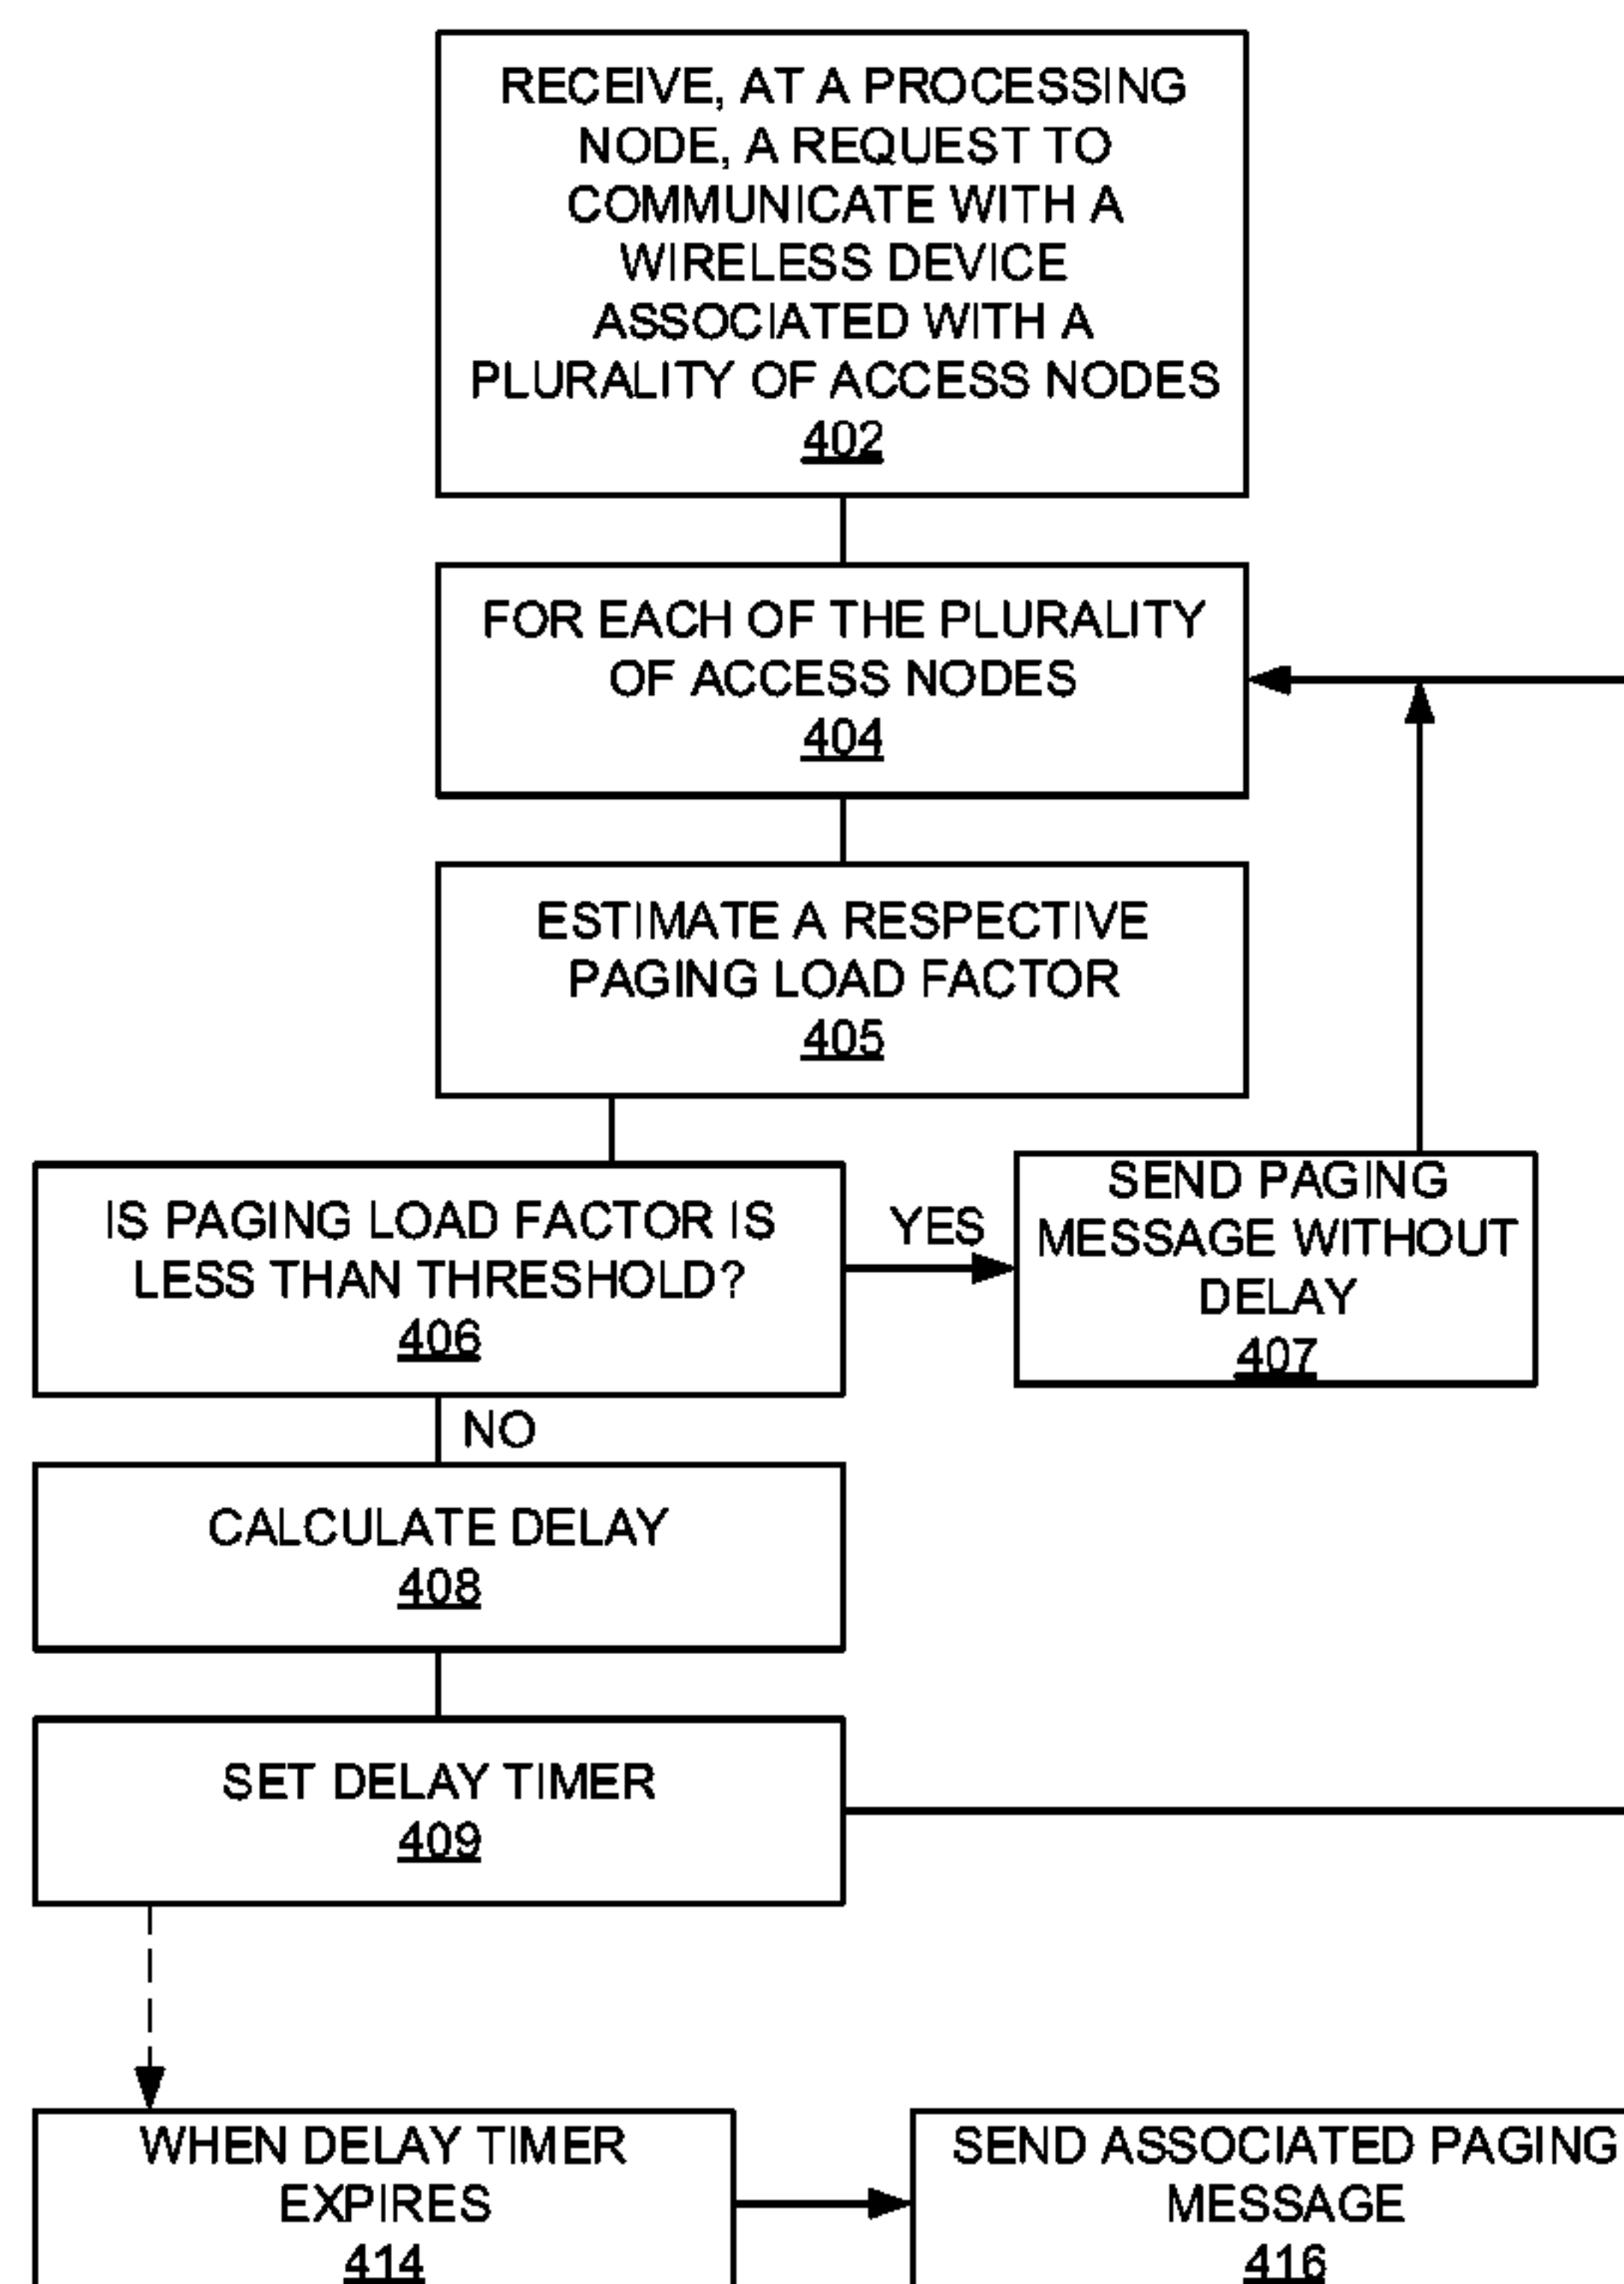 RECEIVE, AT A PROCESSING
NODE, A REQUEST TO
COMMUNICATE WITH A
WIRELESS DEVICE
ASSOCIATED WITH A
PLURALITY OF ACCESS NODES
402
FOR EACH OF THE PLURALITY
OF ACCESS NODES
404
ESTIMATE A RESPECTIVE
PAGING LOAD FACTOR
405
IS PAGING LOAD FACTOR IS
LESS THAN THRESHOLD?
406
YES
SEND PAGING
MESSAGE WITHOUT
DELAY
407
NO
CALCULATE DELAY
408
SET DELAY TIMER
409
WHEN DELAY TIMER
EXPIRES
414
SEND ASSOCIATED PAGING
MESSAGE
416